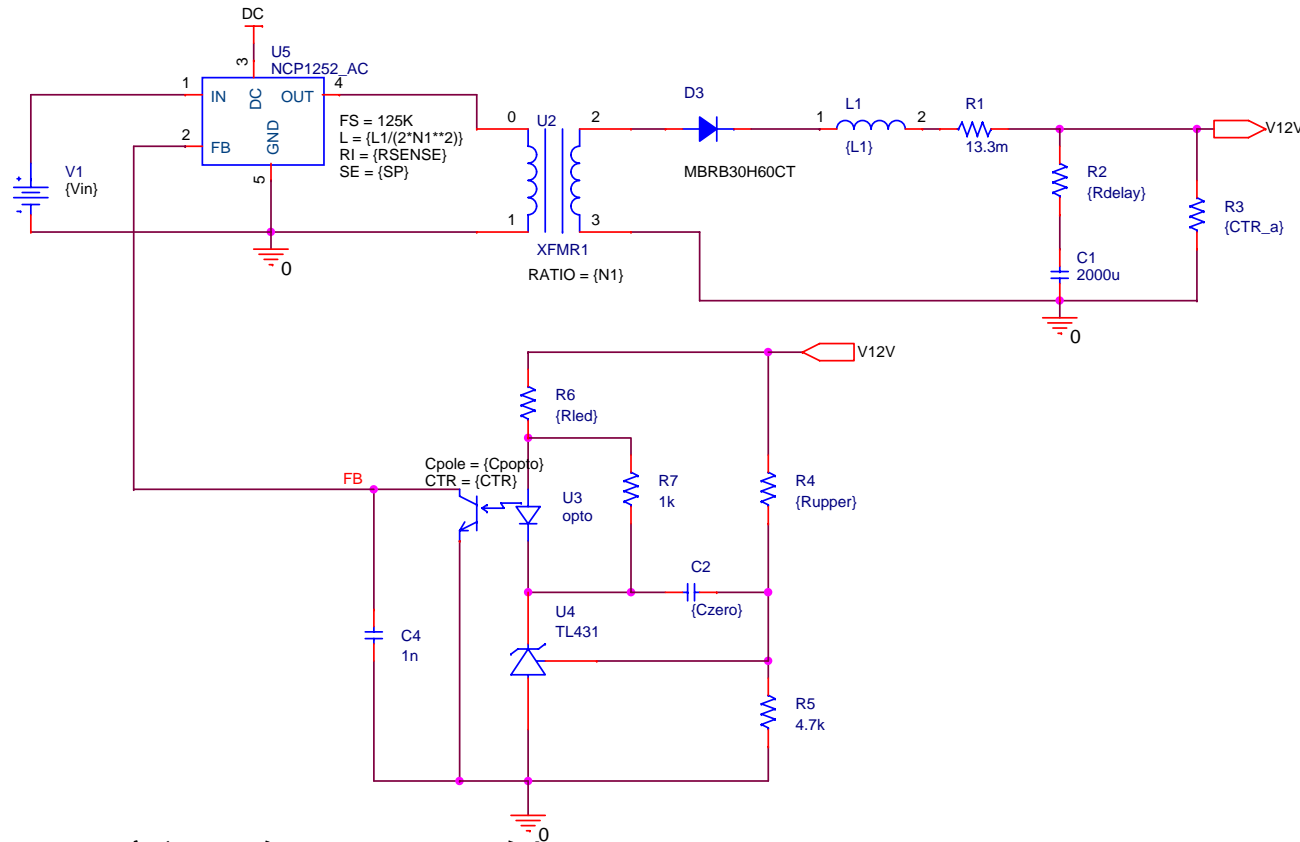 DC
U5
NCP1252_AC
3
1
IN
DC
OUT
4
2
FB
GND
5
FS = 125K
L = {L1/(2*N1**2)}
RI = {RSENSE}
SE = {SP}
V1
{Vin}
0
0
U2
2
1
3
XFMR1
RATIO = {N1}
D3
MBRB30H60CT
1
L1
2
{L1}
R1
13.3m
V12V
R2
{Rdelay}
C1
2000u
R3
{CTR_a}
0
V12V
R6
{Rled}
Cpole = {Cpopto}
CTR = {CTR}
FB
U3
opto
R7
1k
R4
{Rupper}
C2
{Czero}
U4
TL431
C4
1n
R5
4.7k
0